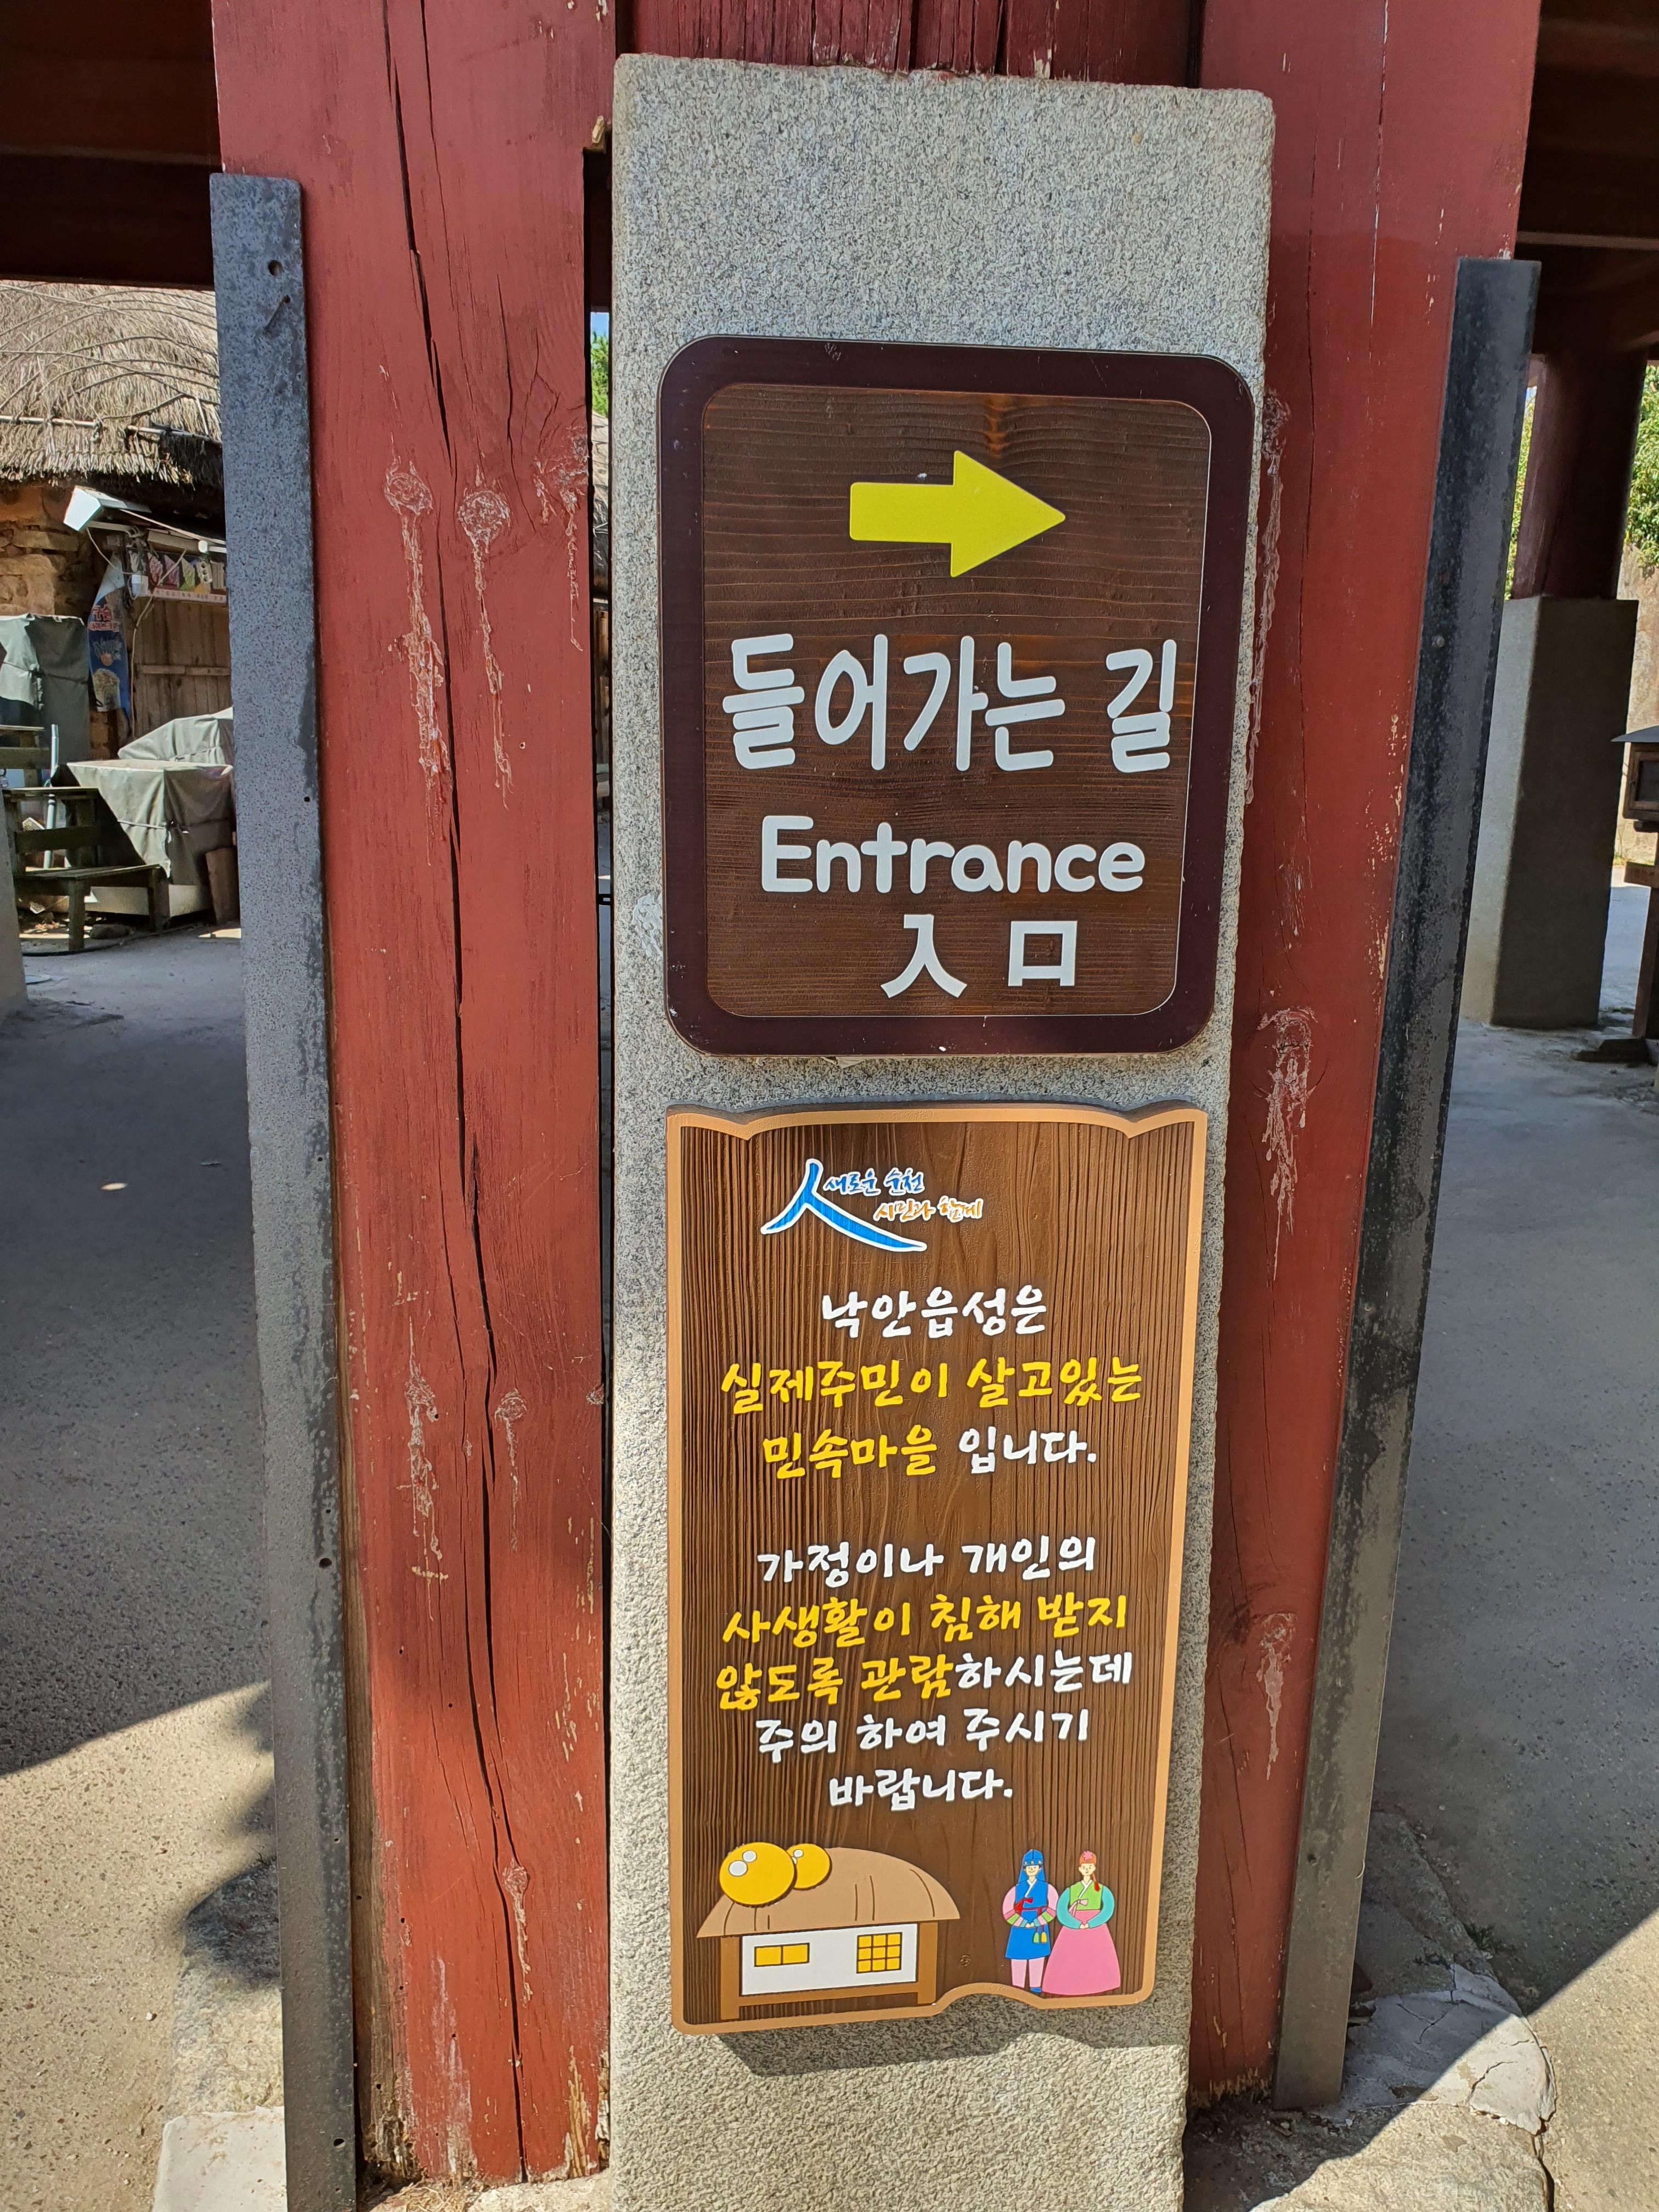 들어가는 길
Entrance
入口
새로운 순천
시민과 함께
낙안읍성은
실제주민이 살고있는
민속마을 입니다.
가정이나 개인의
사생활이 침해 받지
않도록 관람하시는데
주의 하여 주시기
바랍니다.